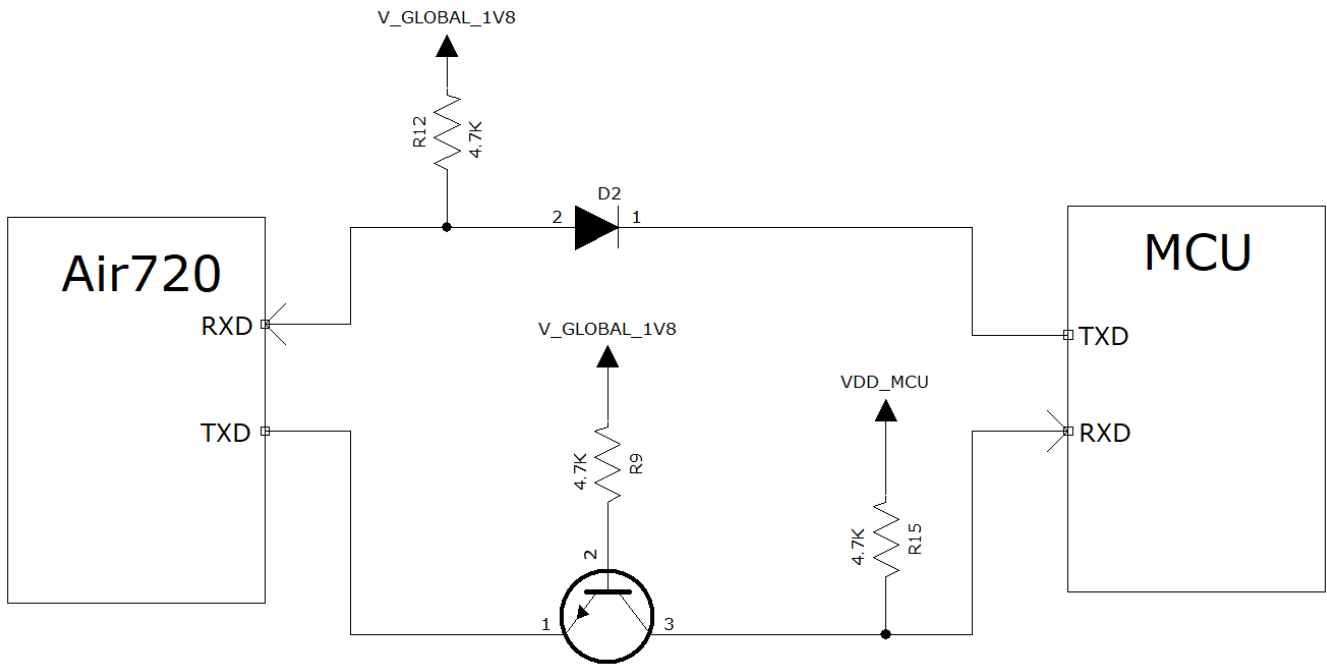 V_GLOBAL_1V8
R12
4.7K
D2
2
1
Air720
MCU
RXD
V_GLOBAL_1V8
TXD
VDD_MCU
TXD
RXD
4.7K
R9
4.7K
R15
2
1
3